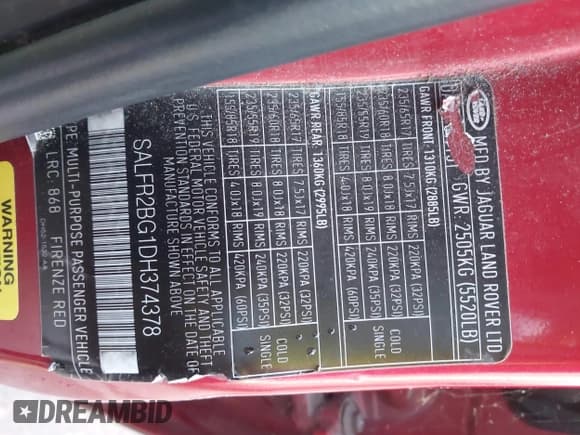 LAND ROVER
MFD BY JAGUAR LAND ROVER LTD
GWR: 2505KG (5520LB)
GAWR FRONT: 1310KG (2885LB)
235/65R17 TIRES 7.5Jx17 RIMS 220KPA (32PSI)
235/60R18 TIRES 8.0Jx18 RIMS 220KPA (32PSI)
235/55R19 TIRES 8.0Jx19 RIMS 240KPA (35PSI)
155/85R18 TIRES 4.0Jx18 RIMS 420KPA (60PSI)
COLD
SINGLE
GAWR REAR: 1360KG (2995LB)
235/65R17 TIRES 7.5Jx17 RIMS 220KPA (32PSI)
235/60R18 TIRES 8.0Jx18 RIMS 220KPA (32PSI)
235/55R19 TIRES 8.0Jx19 RIMS 240KPA (35PSI)
155/85R18 TIRES 4.0Jx18 RIMS 420KPA (60PSI)
COLD
SINGLE
THIS VEHICLE CONFORMS TO ALL APPLICABLE
U.S. FEDERAL MOTOR VEHICLE SAFETY AND THEFT
PREVENTION STANDARDS IN EFFECT ON THE DATE OF
MANUFACTURE SHOWN ABOVE
SALFR2BG1DH374378
PE: MULTI-PURPOSE PASSENGER VEHICLE
LRC: 868 FIRENZE RED
WARNING
DREAMBID